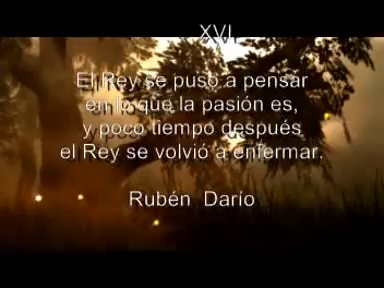 XVI
El Rey se puso a pensar
en lo que la pasión es,
y poco tiempo después
el Rey se volvió a enfermar.
Rubén Darío